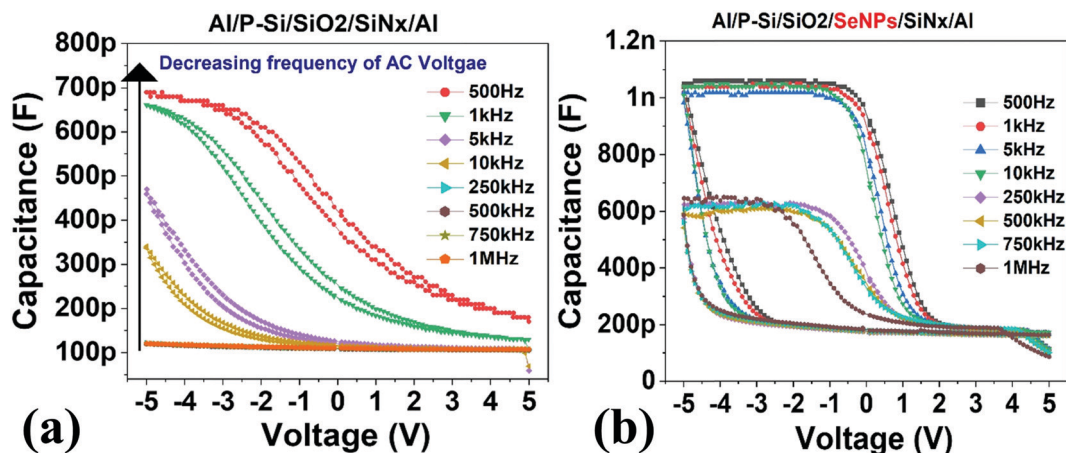 Al/P-Si/SiO2/SiNx/Al
800p
700p
600p
500p
400p
300p
200p
100p
Capacitance (F)
Decreasing frequency of AC Voltgae
500Hz
1kHz
5kHz
10kHz
250kHz
500kHz
750kHz
1MHz
-5 -4 -3 -2 -1 0 1 2 3 4 5
Voltage (V)
(a)
Al/P-Si/SiO2/SeNPs/SiNx/Al
1.2n
1n
800p
600p
400p
200p
0
Capacitance (F)
500Hz
1kHz
5kHz
10kHz
250kHz
500kHz
750kHz
1MHz
-5 -4 -3 -2 -1 0 1 2 3 4 5
Voltage (V)
(b)